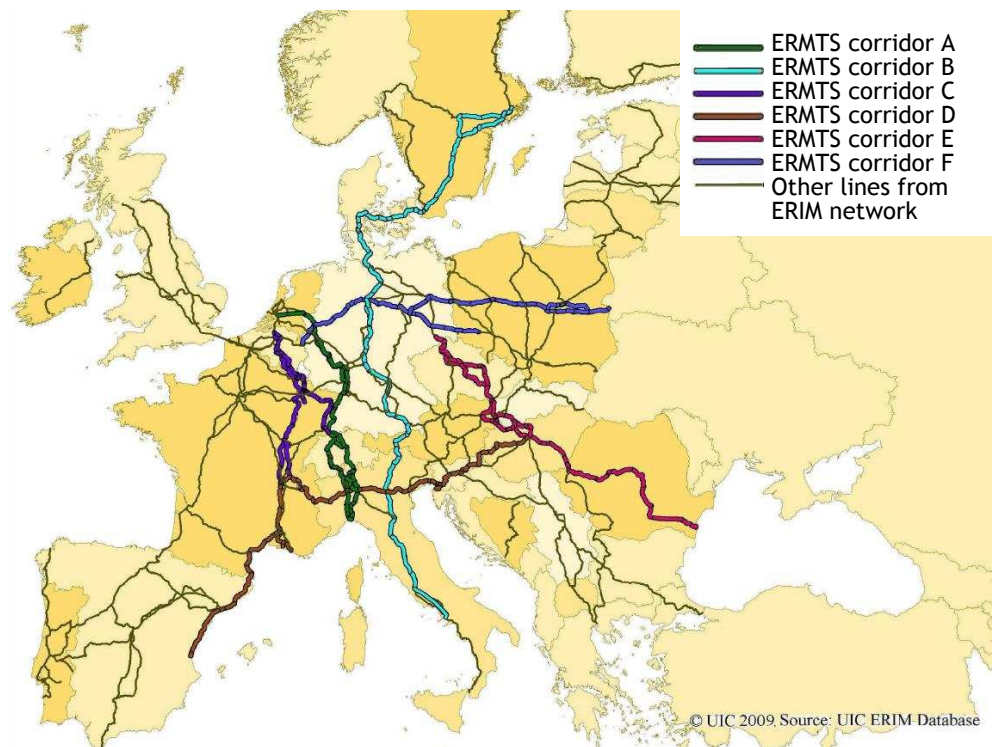 ERMTS corridor A
ERMTS corridor B
ERMTS corridor C
ERMTS corridor D
ERMTS corridor E
ERMTS corridor F
Other lines from
ERIM network
© UIC 2009 Source: UIC ERIM Database